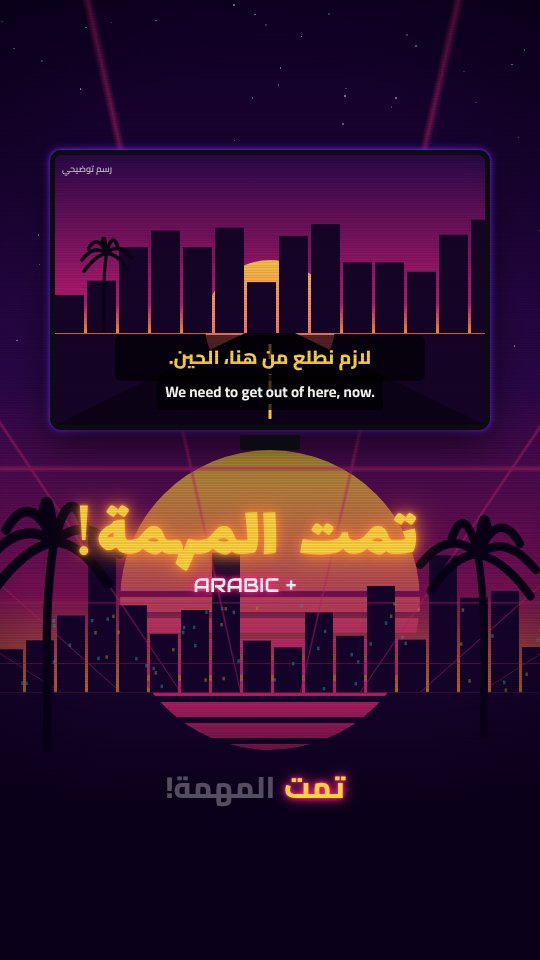 رسم توضيحي
لازم نطلع من هنا، الحين.
We need to get out of here, now.
تمت المهمة!
ARABIC +
تمت المهمة!